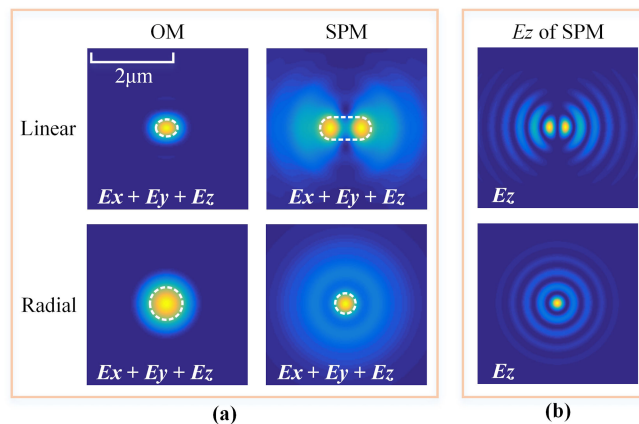 OM
SPM
Ez of SPM
2μm
Linear
Ex + Ey + Ez
Ex + Ey + Ez
Ez
Radial
Ex + Ey + Ez
Ex + Ey + Ez
Ez
(a)
(b)